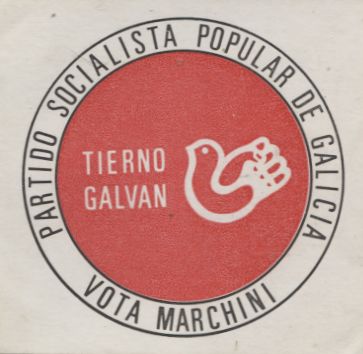 PARTIDO SOCIALISTA POPULAR DE GALICIA
TIERNO
GALVAN
VOTA MARCHINI